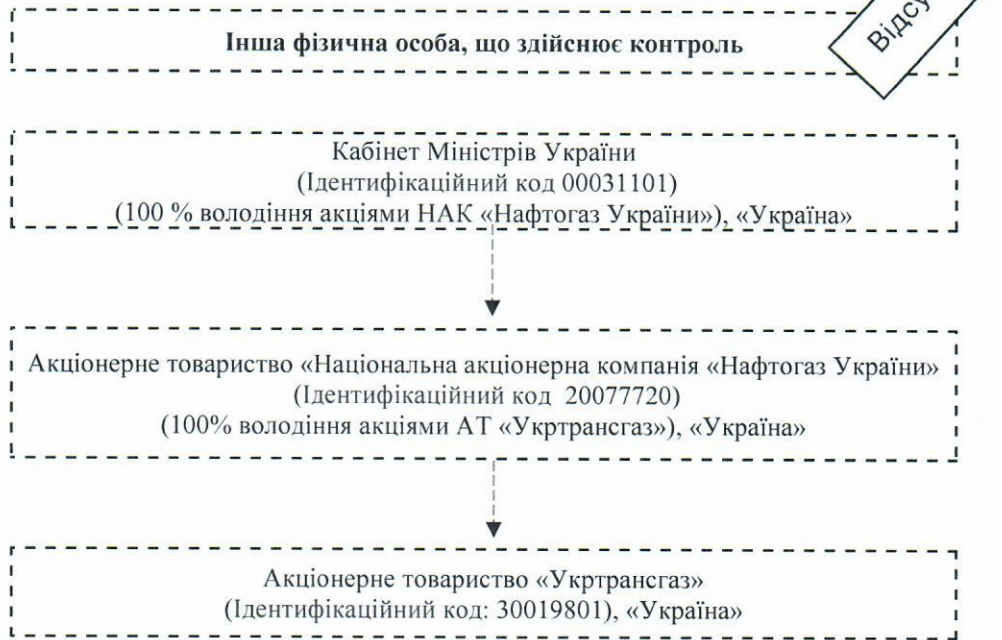 Інша фізична особа, що здійснює контроль
Кабінет Міністрів України
(Ідентифікаційний код 00031101)
(100 % володіння акціями НАК «Нафтогаз України»), «Україна»
Акціонерне товариство «Національна акціонерна компанія «Нафтогаз України»
(Ідентифікаційний код 20077720)
(100% володіння акціями АТ «Укртрансгаз»), «Україна»
Акціонерне товариство «Укртрансгаз»
(Ідентифікаційний код: 30019801), «Україна»